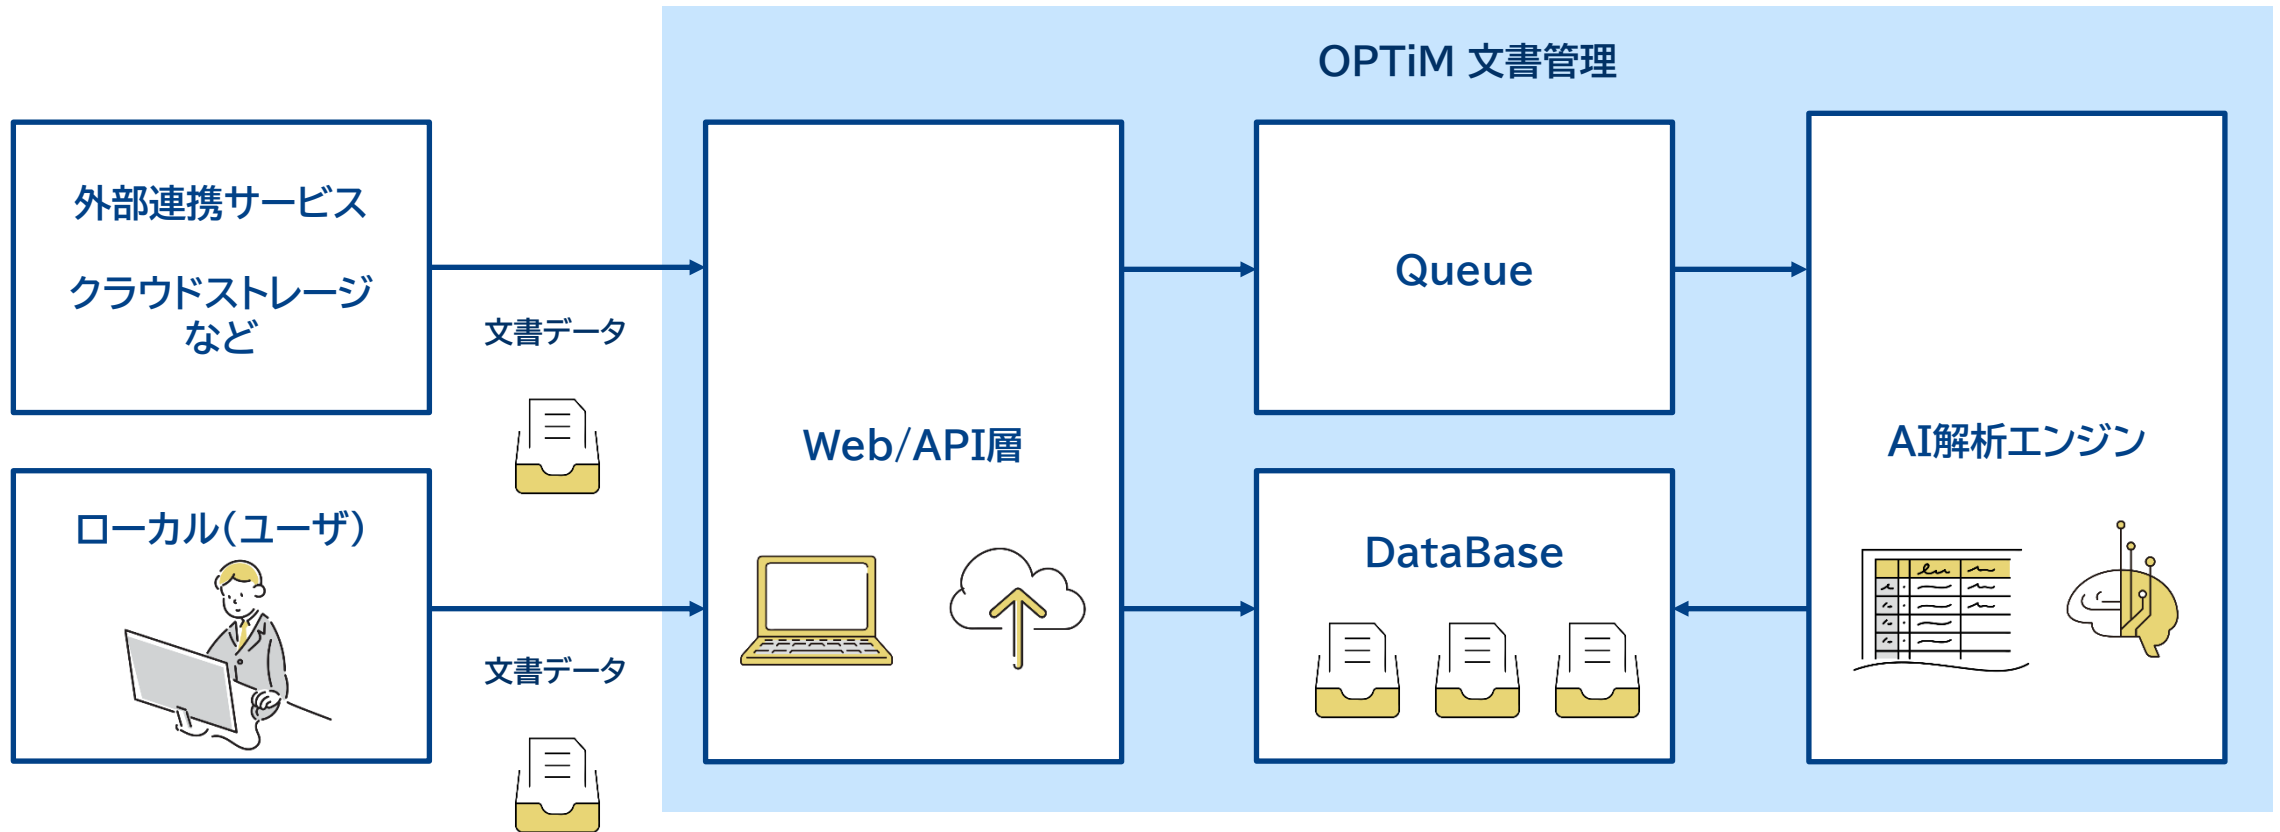 OPTiM 文書管理
外部連携サービス
クラウドストレージ
など
文書データ
ローカル(ユーザ)
文書データ
Web/API層
Queue
DataBase
AI解析エンジン